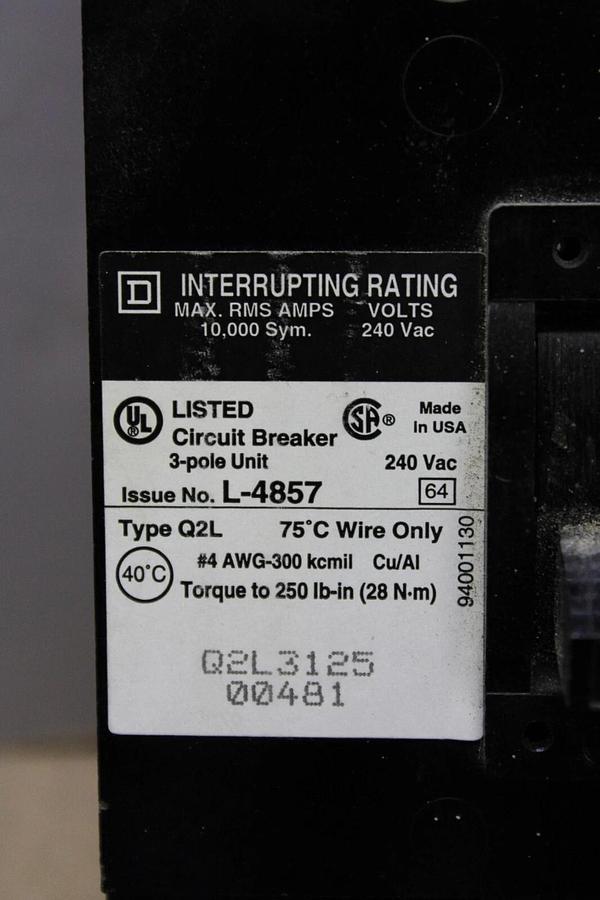 D INTERRUPTING RATING
MAX. RMS AMPS VOLTS
10,000 Sym. 240 Vac
UL ® LISTED SA ® Made
Circuit Breaker in USA
3-pole Unit 240 Vac
Issue No. L-4857 64
Type Q2L 75°C Wire Only
40°C #4 AWG-300 kcmil Cu/Al
Torque to 250 lb-in (28 N·m)
94001130
Q2L3125
00481